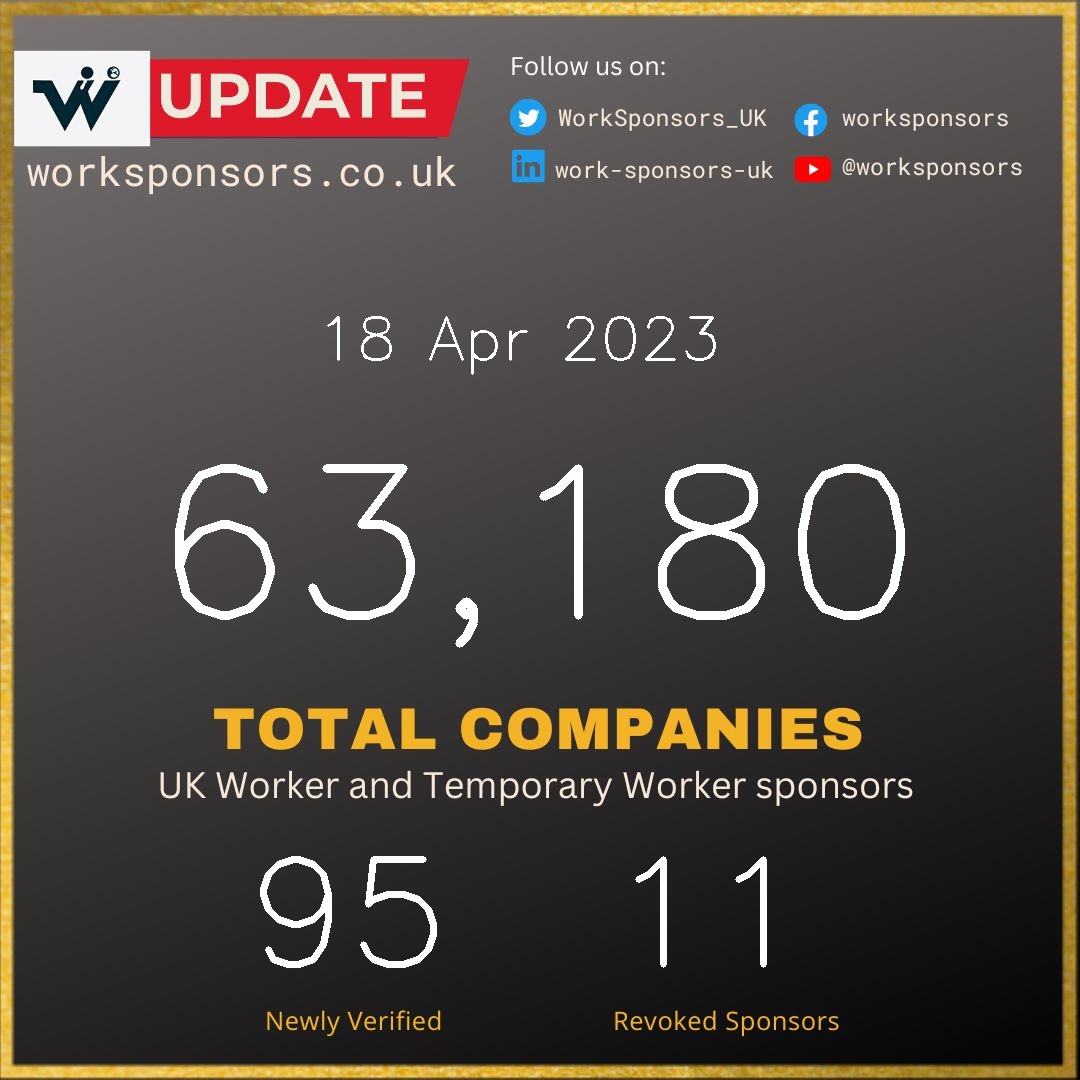 UPDATE
worksponsors.co.uk
Follow us on:
WorkSponsors_UK
worksponsors
work-sponsors-uk
@worksponsors
18 Apr 2023
63,180
TOTAL COMPANIES
UK Worker and Temporary Worker sponsors
95
11
Newly Verified
Revoked Sponsors